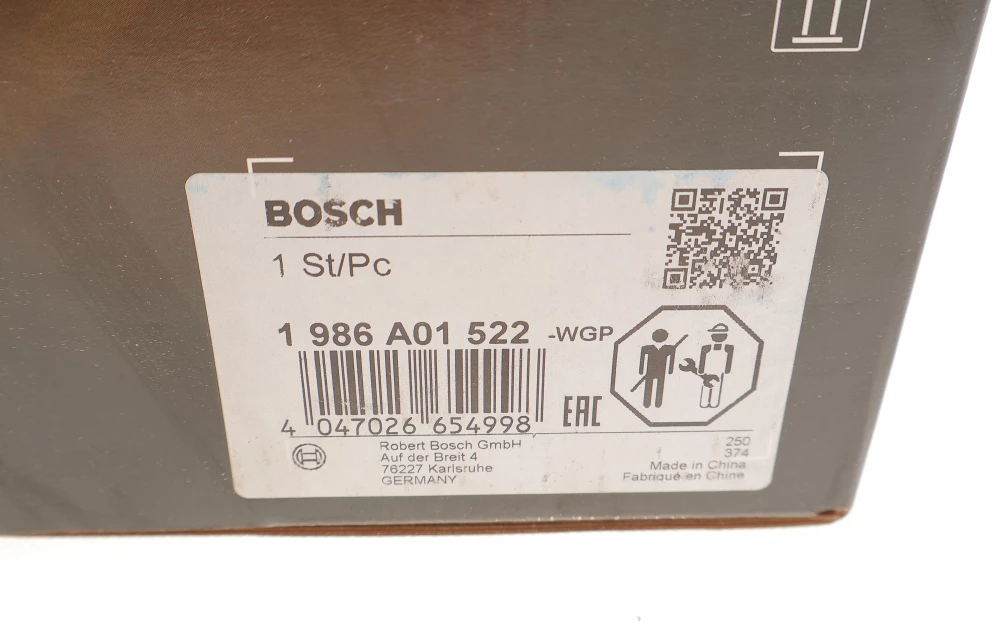 BOSCH
1 St/Pc
1 986 A01 522 -WGP
4 047026 654998
EAC
Robert Bosch GmbH
Auf der Breit 4
76227 Karlsruhe
GERMANY
250
374
Made in China
Fabriqué en Chine